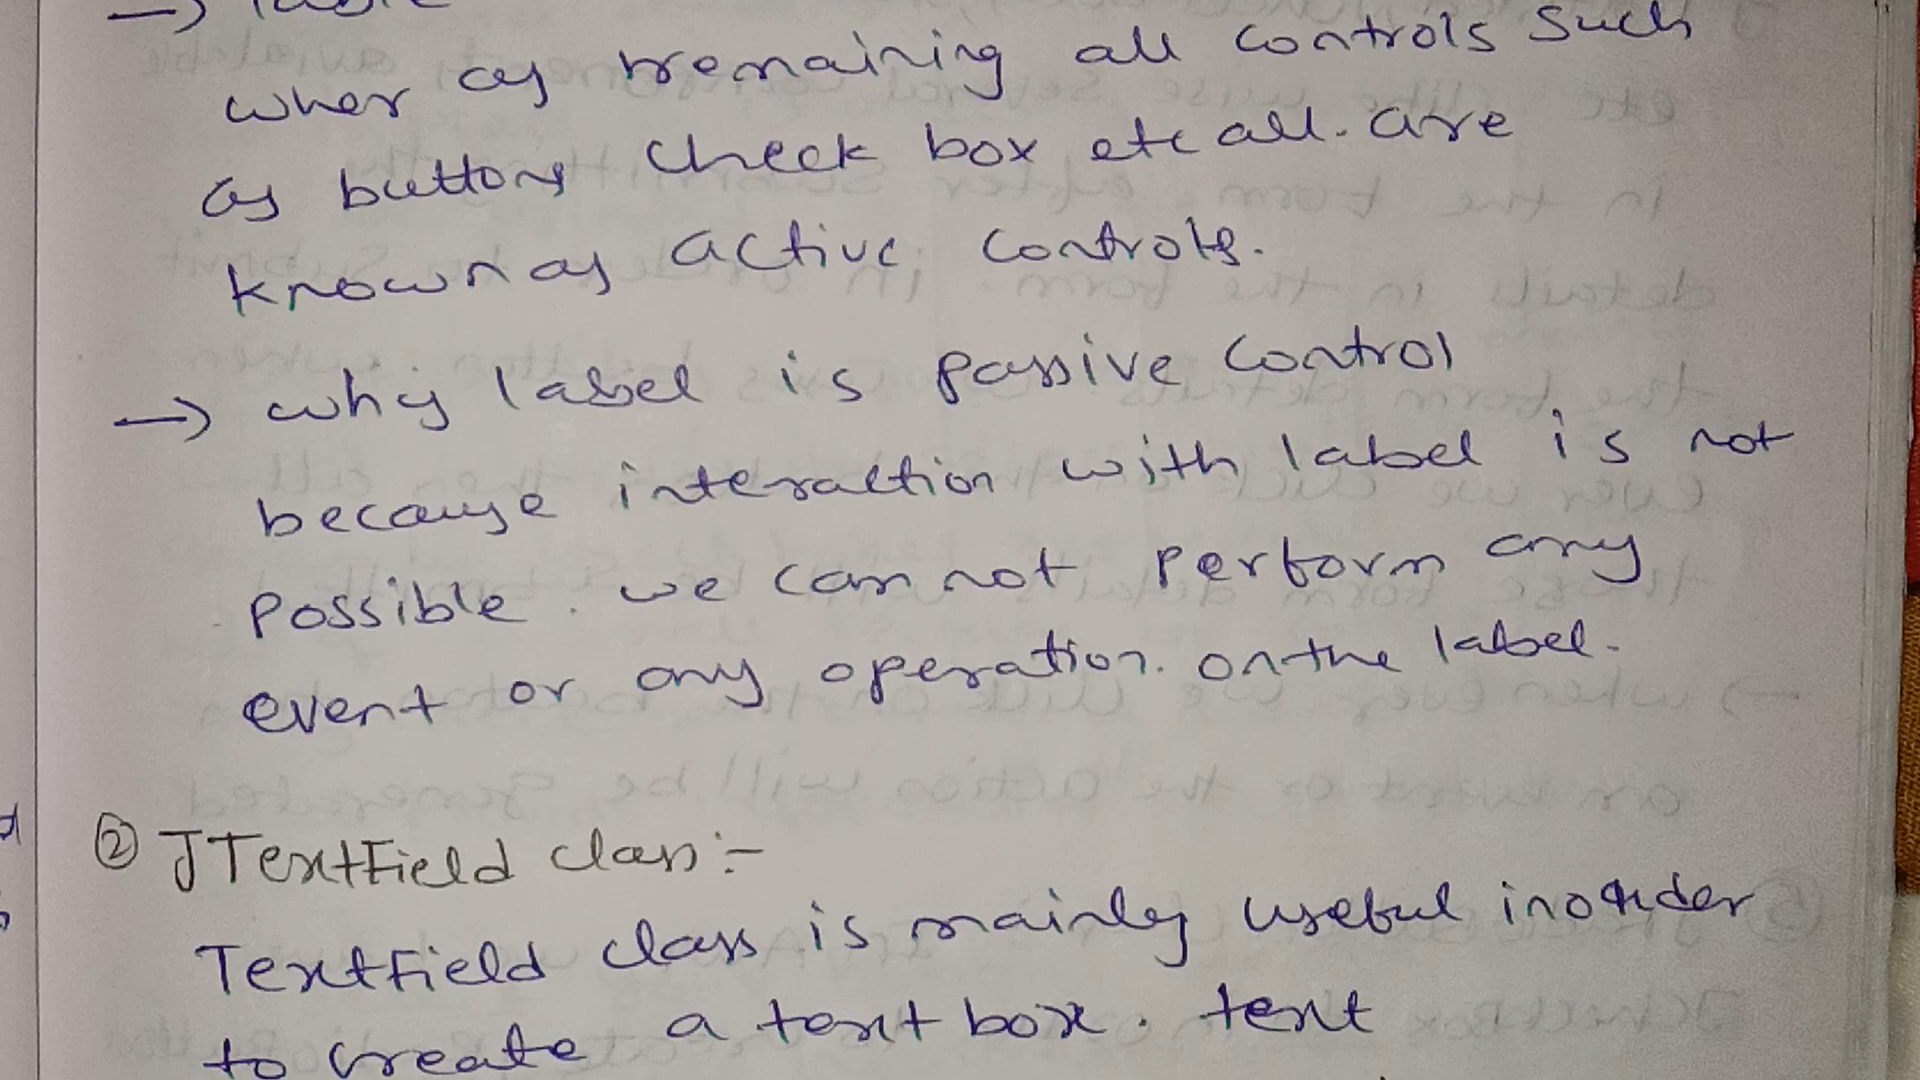 →
wher as remaining all controls such
as buttons check box etc all. are
known as active controls.
→ why label is passive control
because interaction with label is not
possible. we can not perform any
event or any operation. on the label.
② JTextField class:-
TextField class is mainly useful inorder
to create a text box. text